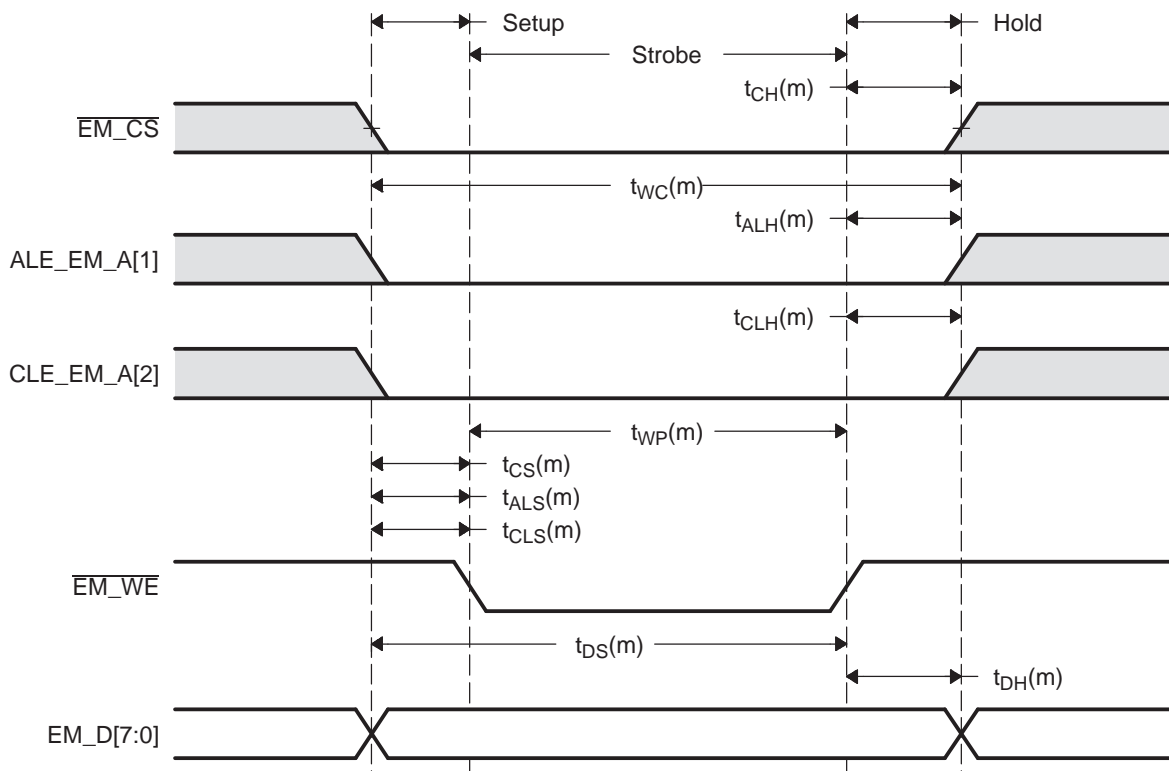 Setup
Hold
Strobe
tCH(m)
EM_CS
tWC(m)
tALH(m)
ALE_EM_A[1]
tCLH(m)
CLE_EM_A[2]
tWP(m)
tCS(m)
tALS(m)
tCLS(m)
EM_WE
tDS(m)
tDH(m)
EM_D[7:0]